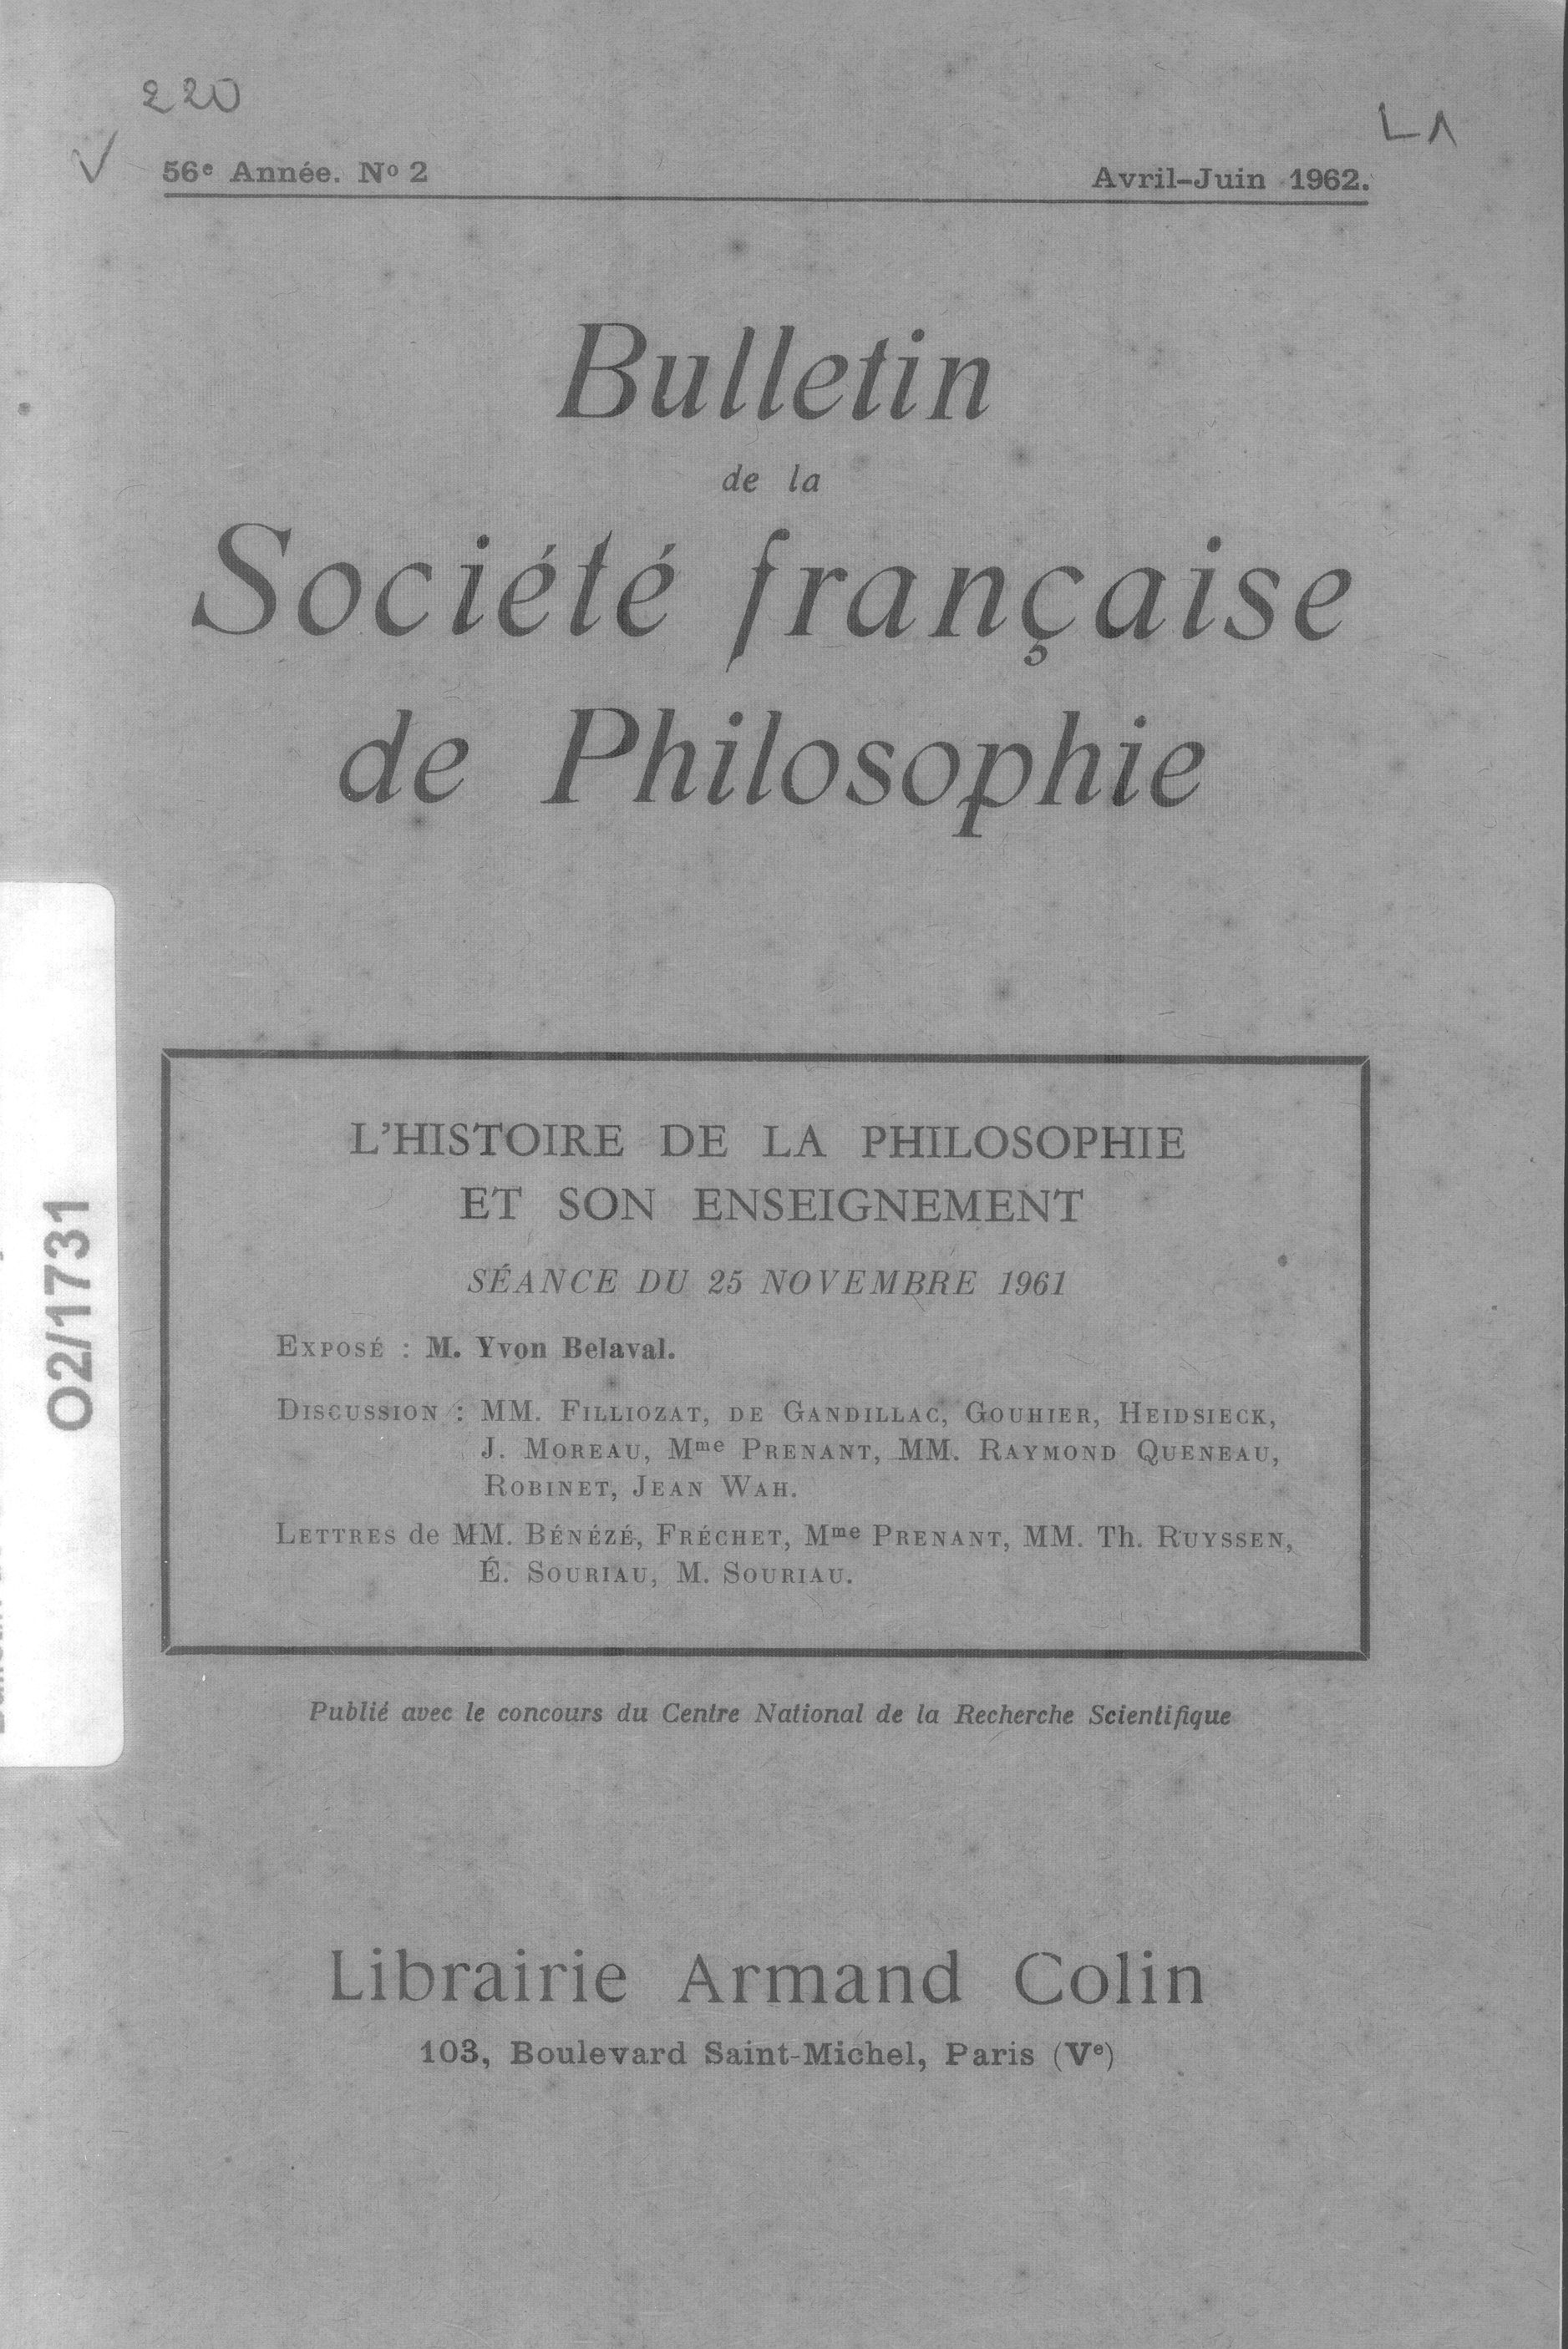 220
L1
56e Année. No 2
Avril-Juin 1962.
Bulletin
de la
Société française
de Philosophie
O2/1731
L'HISTOIRE DE LA PHILOSOPHIE
ET SON ENSEIGNEMENT
SÉANCE DU 25 NOVEMBRE 1961
EXPOSÉ : M. Yvon Belaval.
DISCUSSION : MM. FILLIOZAT, DE GANDILLAC, GOUHIER, HEIDSIECK,
J. MOREAU, Mme PRENANT, MM. RAYMOND QUENEAU,
ROBINET, JEAN WAH.
LETTRES de MM. BÉNÉZÉ, FRÉCHET, Mme PRENANT, MM. Th. RUYSSEN,
É. SOURIAU, M. SOURIAU.
Publié avec le concours du Centre National de la Recherche Scientifique
Librairie Armand Colin
103, Boulevard Saint-Michel, Paris (Ve)